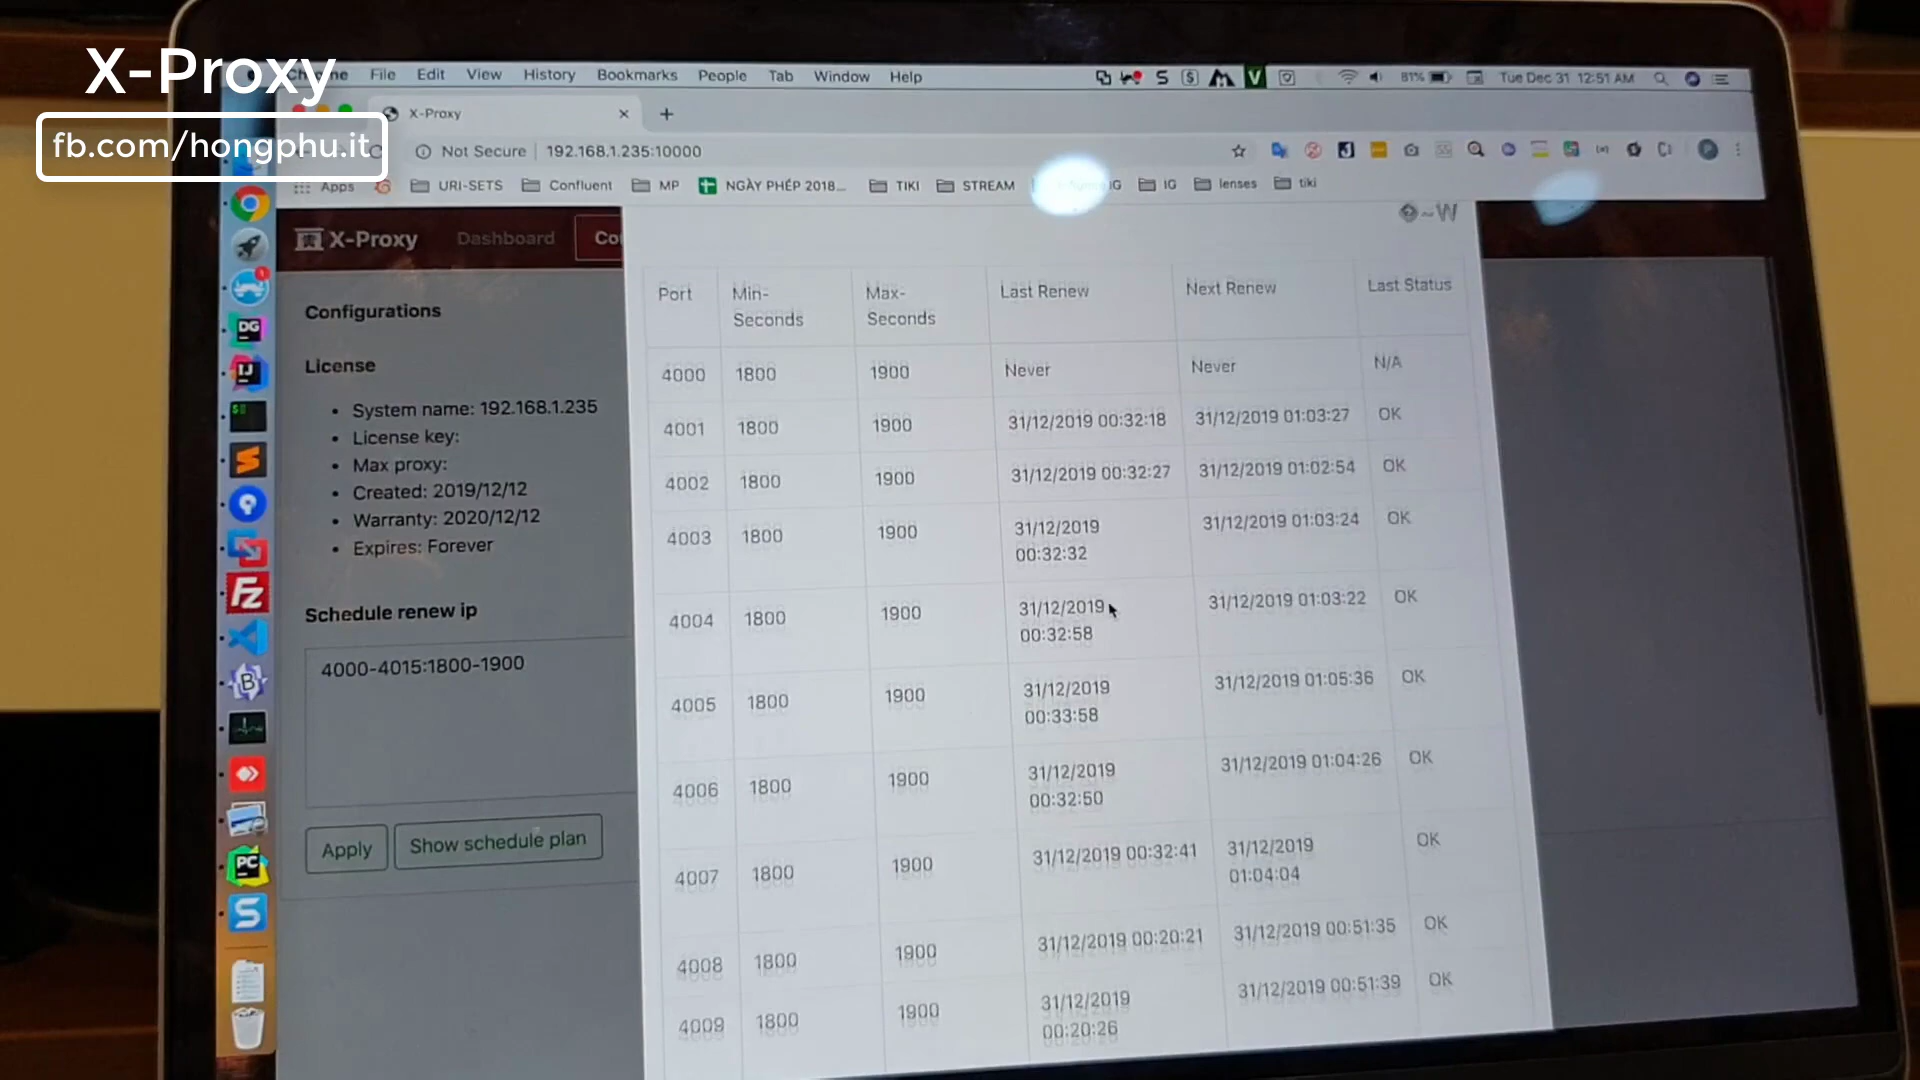 X-Proxy
fb.com/hongphu.it
File Edit View History Bookmarks People Tab Window Help
81% Tue Dec 31 12:51 AM
X-Proxy
Not Secure 192.168.1.235:10000
Apps URI-SETS Confluent MP NGÀY PHÉP 2018... TIKI STREAM IG lenses tiki
X-Proxy Dashboard
Configurations
License
System name: 192.168.1.235
License key:
Max proxy:
Created: 2019/12/12
Warranty: 2020/12/12
Expires: Forever
Schedule renew ip
4000-4015:1800-1900
Apply Show schedule plan
Port Min-Seconds Max-Seconds Last Renew Next Renew Last Status
4000 1800 1900 Never Never N/A
4001 1800 1900 31/12/2019 00:32:18 31/12/2019 01:03:27 OK
4002 1800 1900 31/12/2019 00:32:27 31/12/2019 01:02:54 OK
4003 1800 1900 31/12/2019 00:32:32 31/12/2019 01:03:24 OK
4004 1800 1900 31/12/2019 00:32:58 31/12/2019 01:03:22 OK
4005 1800 1900 31/12/2019 00:33:58 31/12/2019 01:05:36 OK
4006 1800 1900 31/12/2019 00:32:50 31/12/2019 01:04:26 OK
4007 1800 1900 31/12/2019 00:32:41 31/12/2019 01:04:04 OK
4008 1800 1900 31/12/2019 00:20:21 31/12/2019 00:51:35 OK
4009 1800 1900 31/12/2019 00:20:26 31/12/2019 00:51:39 OK